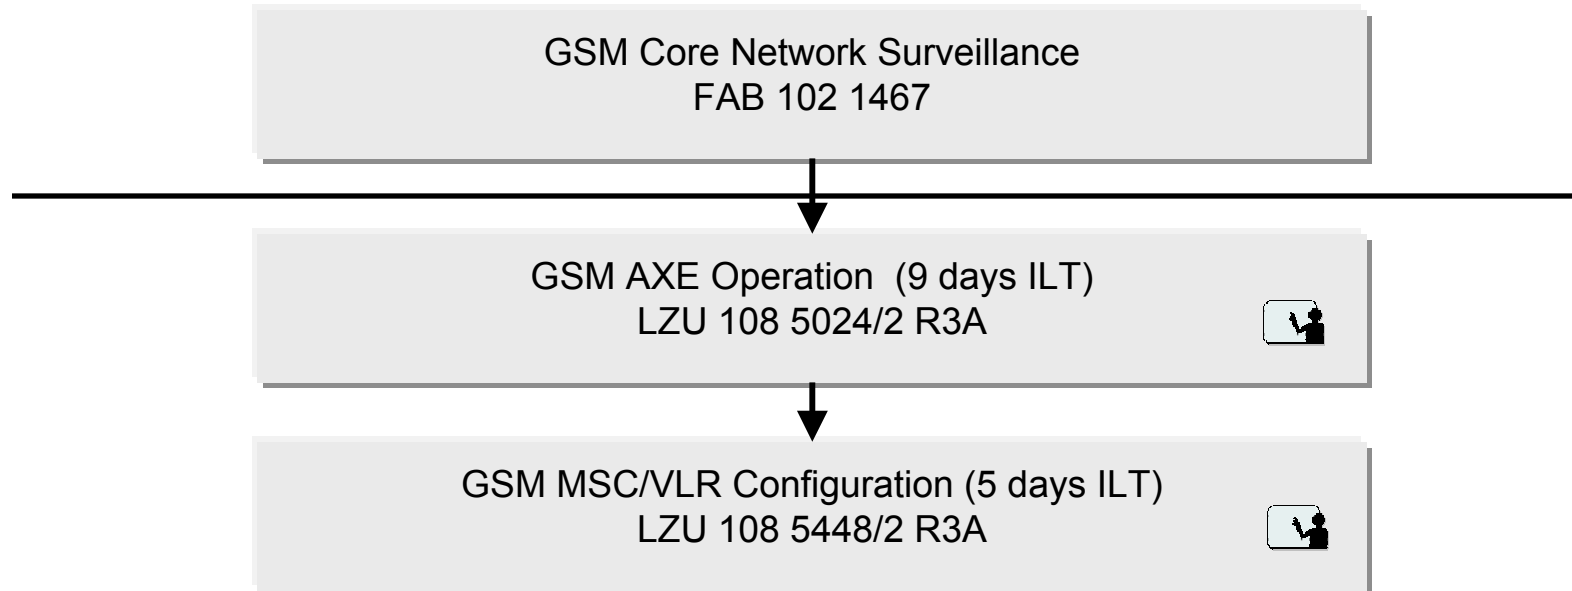 GSM Core Network Surveillance
FAB 102 1467
GSM AXE Operation  (9 days ILT)
LZU 108 5024/2 R3A
GSM MSC/VLR Configuration (5 days ILT)
LZU 108 5448/2 R3A